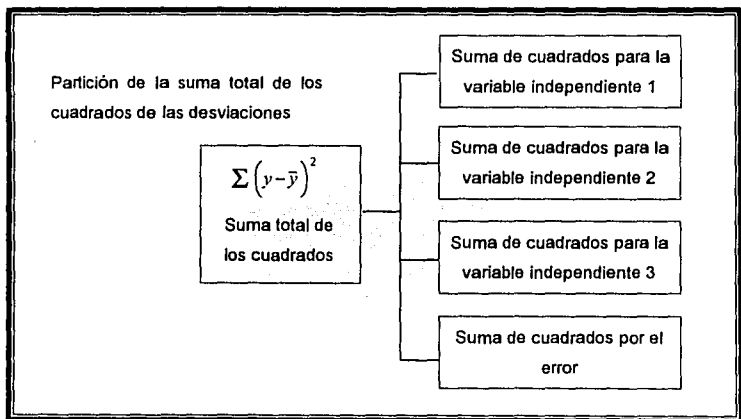 Partición de la suma total de los
cuadrados de las desviaciones
∑(y-ȳ)²
Suma total de
los cuadrados
Suma de cuadrados para la
variable independiente 1
Suma de cuadrados para la
variable independiente 2
Suma de cuadrados para la
variable independiente 3
Suma de cuadrados por el
error